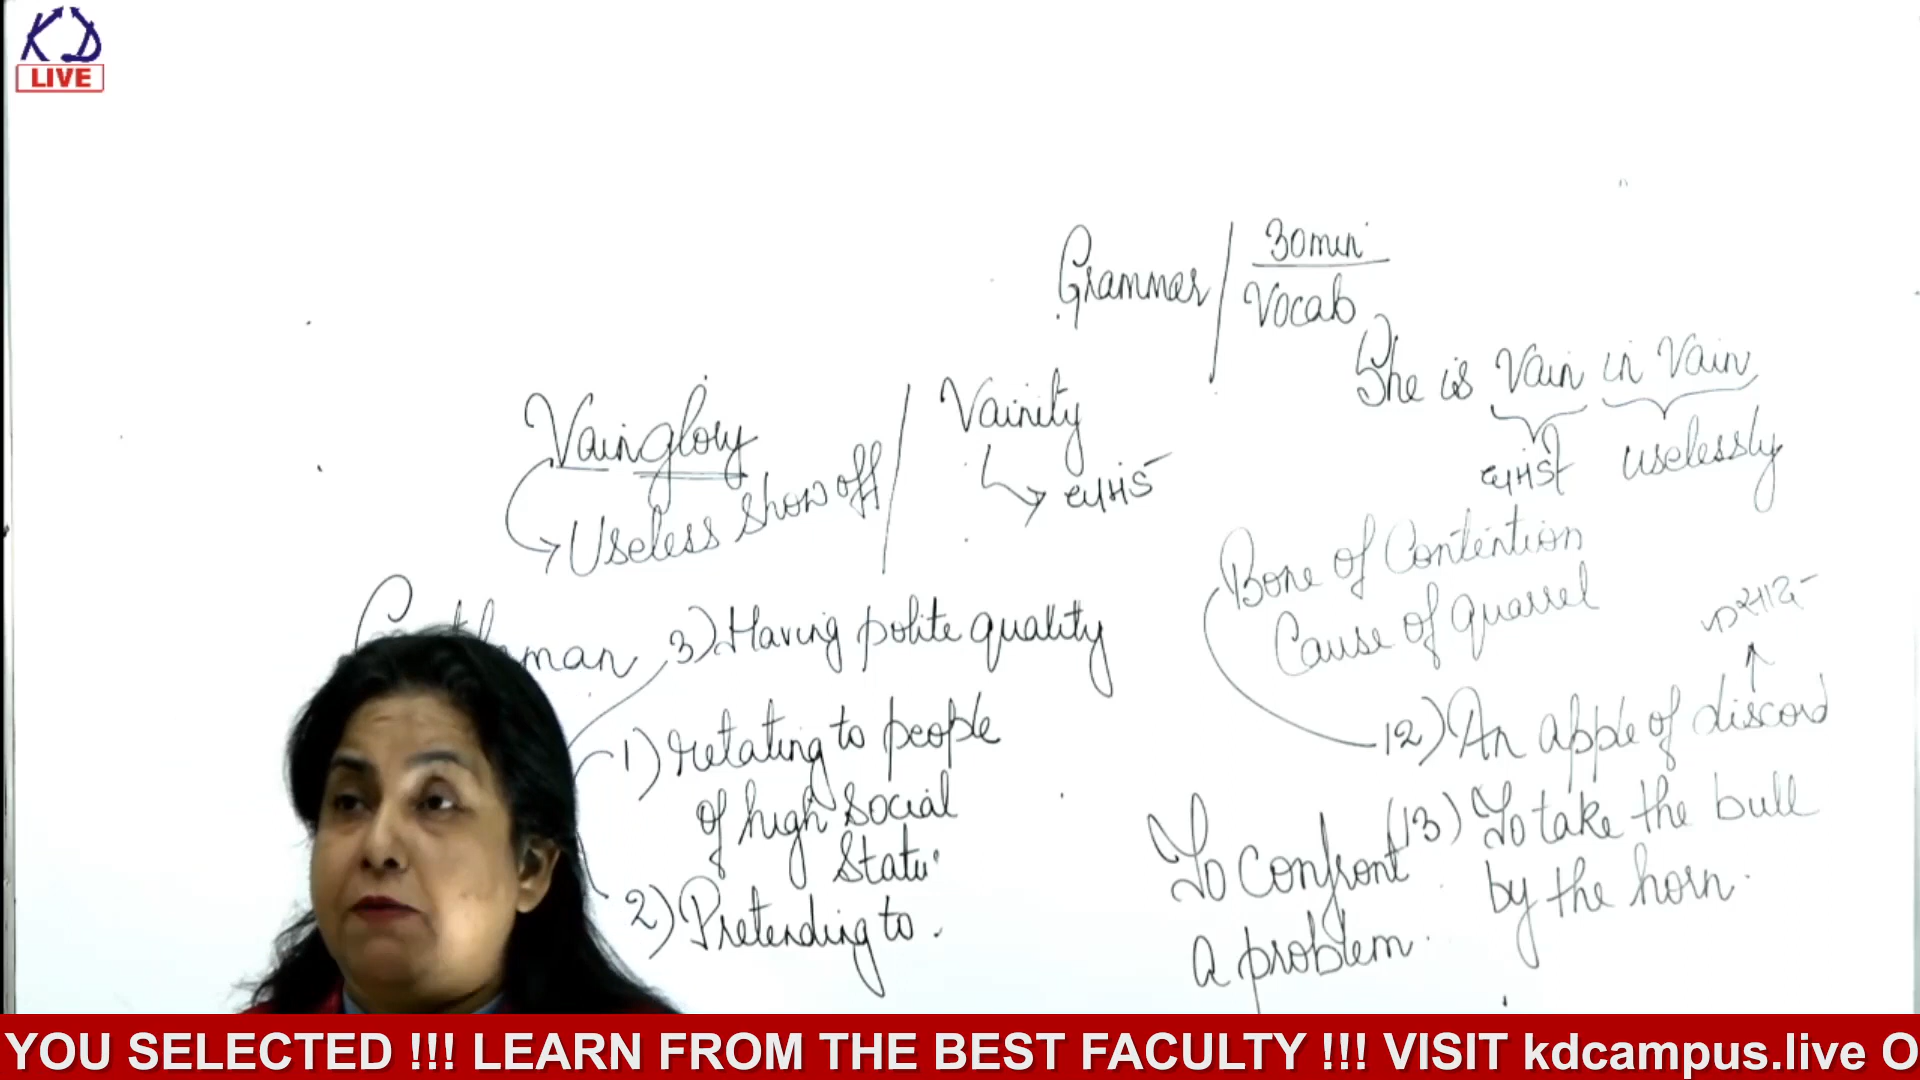 KD
LIVE
Grammar / 30min
Vocab
She is Vain in Vain
घमंडी uselessly
Vainglory / Vainity
Useless show off
घमंड
Bone of Contention
Cause of quarrel
man
3) Having polite quality
1) relating to people
of high social
Statu
2) Pretending to .
12) An apple of discord
(13) To take the bull
by the horn.
To Confront
a problem.
YOU SELECTED !!! LEARN FROM THE BEST FACULTY !!! VISIT kdcampus.live O